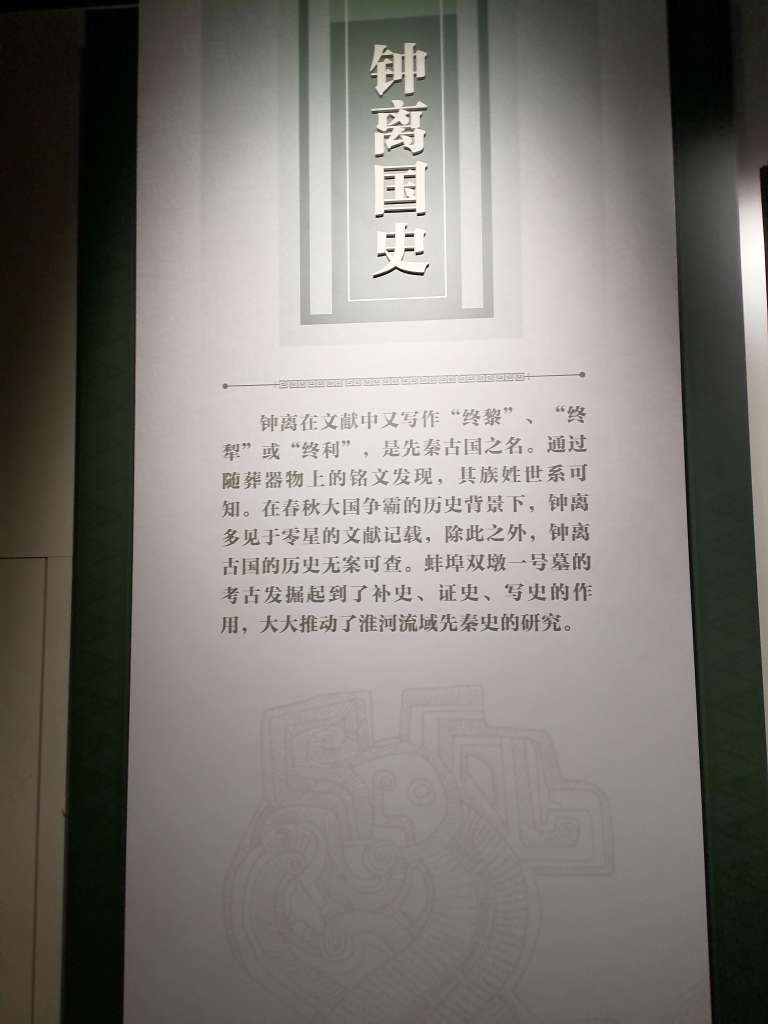 钟离国史
钟离在文献中又写作“终黎”、“终
犁”或“终利”，是先秦古国之名。通过
随葬器物上的铭文发现，其族姓世系可
知。在春秋大国争霸的历史背景下，钟离
多见于零星的文献记载，除此之外，钟离
古国的历史无案可查。蚌埠双墩一号墓的
考古发掘起到了补史、证史、写史的作
用，大大推动了淮河流域先秦史的研究。